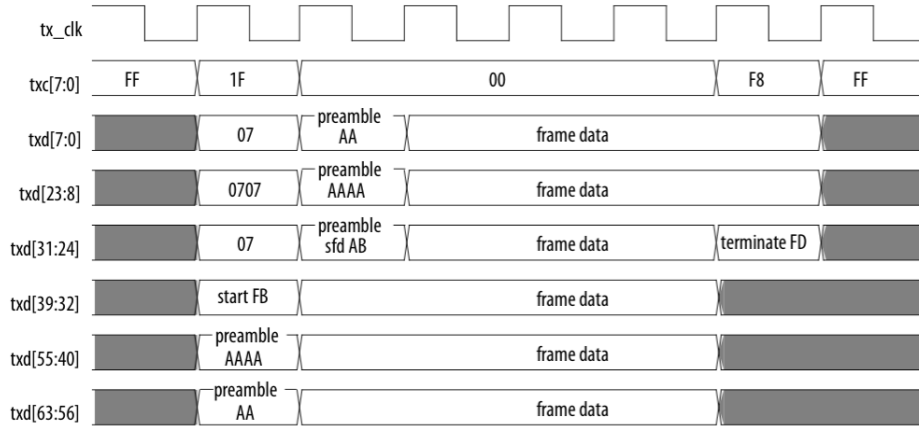 tx_clk
txc[7:0] FF 1F 00 F8 FF
txd[7:0] 07 preamble AA frame data
txd[23:8] 0707 preamble AAAA frame data
txd[31:24] 07 preamble sfd AB frame data terminate FD
txd[39:32] start FB frame data
txd[55:40] preamble AAAA frame data
txd[63:56] preamble AA frame data